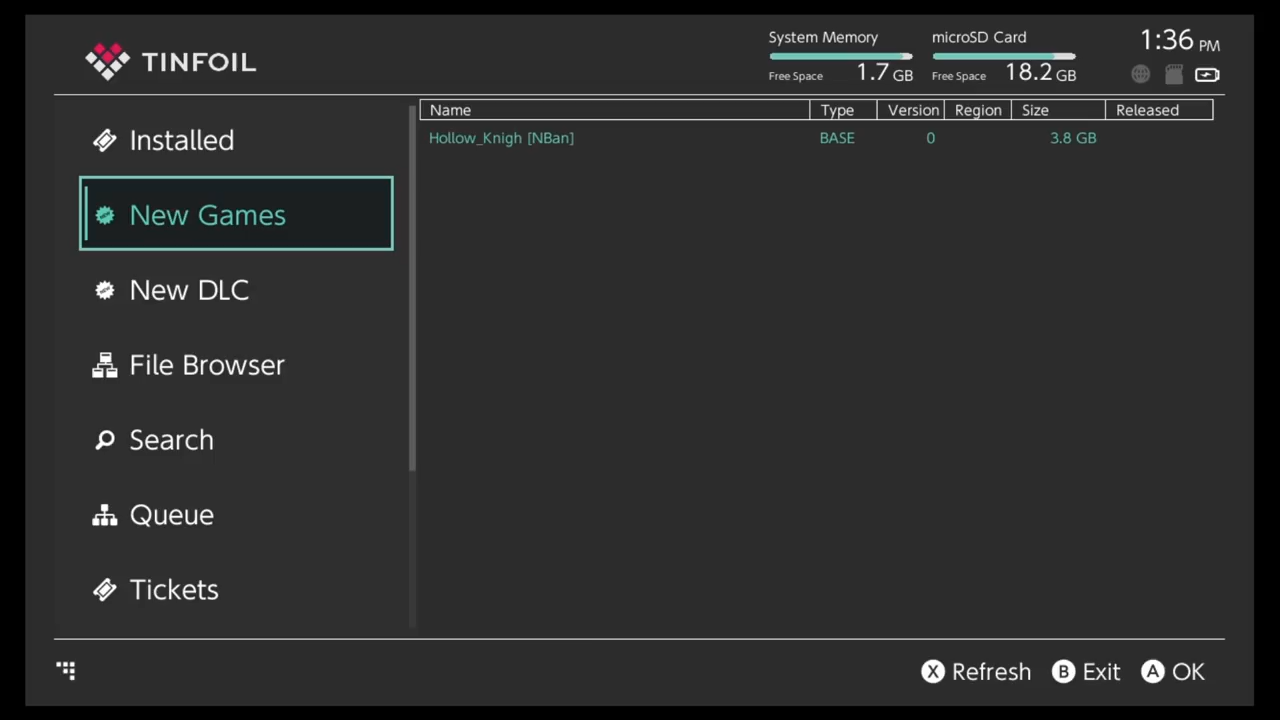 TINFOIL
System Memory
Free Space 1.7 GB
microSD Card
Free Space 18.2 GB
1:36 PM
Installed
New Games
New DLC
File Browser
Search
Queue
Tickets
Name Type Version Region Size Released
Hollow_Knigh [NBan] BASE 0 3.8 GB
X Refresh B Exit A OK